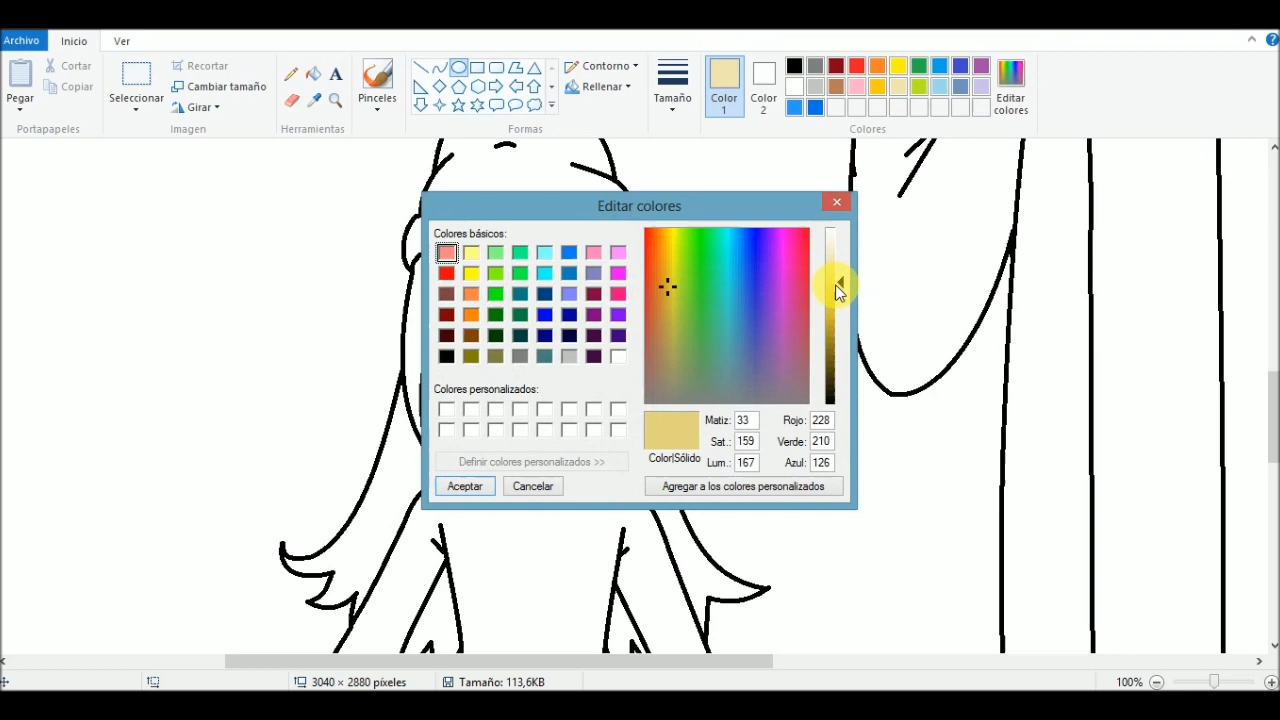 Archivo Inicio Ver
Pegar
Cortar
Copiar
Portapapeles
Seleccionar
Recortar
Cambiar tamaño
Girar
Imagen
A
Herramientas
Pinceles
Contorno
Rellenar
Formas
Tamaño
Color 1
Color 2
Editar colores
Colores
Editar colores
Colores básicos:
Colores personalizados:
Definir colores personalizados >>
Aceptar Cancelar
Color|Sólido
Matiz: 33 Rojo: 228
Sat.: 159 Verde: 210
Lum.: 167 Azul: 126
Agregar a los colores personalizados
3040 × 2880 píxeles Tamaño: 113,6KB 100%